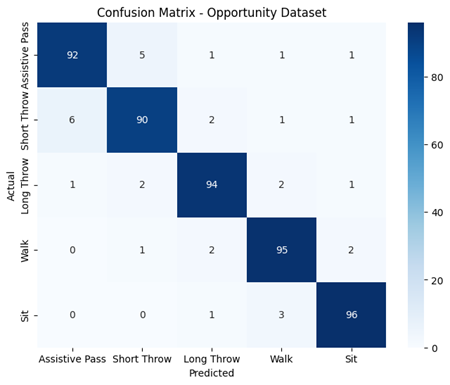 Confusion Matrix - Opportunity Dataset
Assistive Pass
92 5 1 1 1
Short Throw
6 90 2 1 1
Actual
Long Throw
1 2 94 2 1
Walk
0 1 2 95 2
Sit
0 0 1 3 96
Assistive Pass Short Throw Long Throw Walk Sit
Predicted
80
60
40
20
0